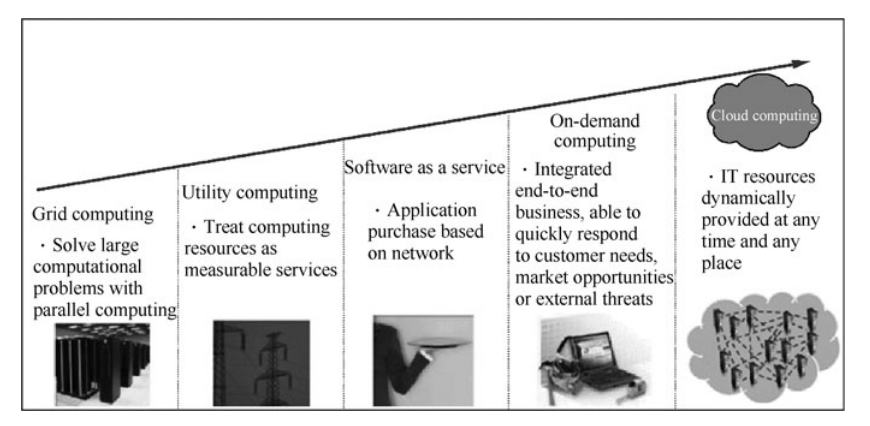 Grid computing
· Solve large
computational
problems with
parallel computing
Utility computing
· Treat computing
resources as
measurable services
Software as a service
· Application
purchase based
on network
On-demand
computing
· Integrated
end-to-end
business, able to
quickly respond
to customer needs,
market opportunities
or external threats
Cloud computing
· IT resources
dynamically
provided at any
time and any
place